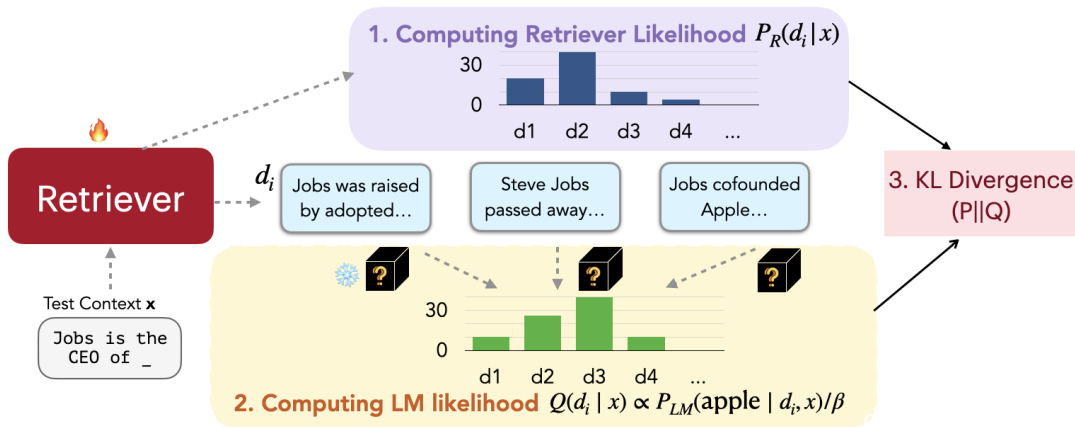 1. Computing Retriever Likelihood P_R(d_i | x)
30
0
d1 d2 d3 d4 ...
Retriever
d_i
Jobs was raised
by adopted...
Steve Jobs
passed away...
Jobs cofounded
Apple...
3. KL Divergence
(P||Q)
Test Context x
Jobs is the
CEO of _
? ? ?
30
0
d1 d2 d3 d4 ...
2. Computing LM likelihood Q(d_i | x) ∝ P_LM(apple | d_i, x)/β